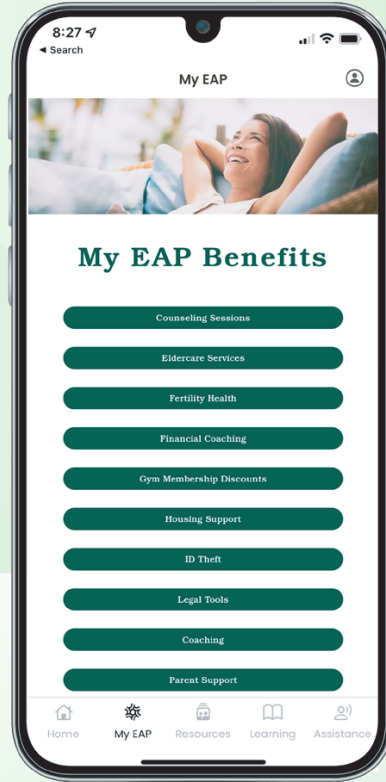 8:27
◀ Search
My EAP
My EAP Benefits
Counseling Sessions
Eldercare Services
Fertility Health
Financial Coaching
Gym Membership Discounts
Housing Support
ID Theft
Legal Tools
Coaching
Parent Support
Home My EAP Resources Learning Assistance